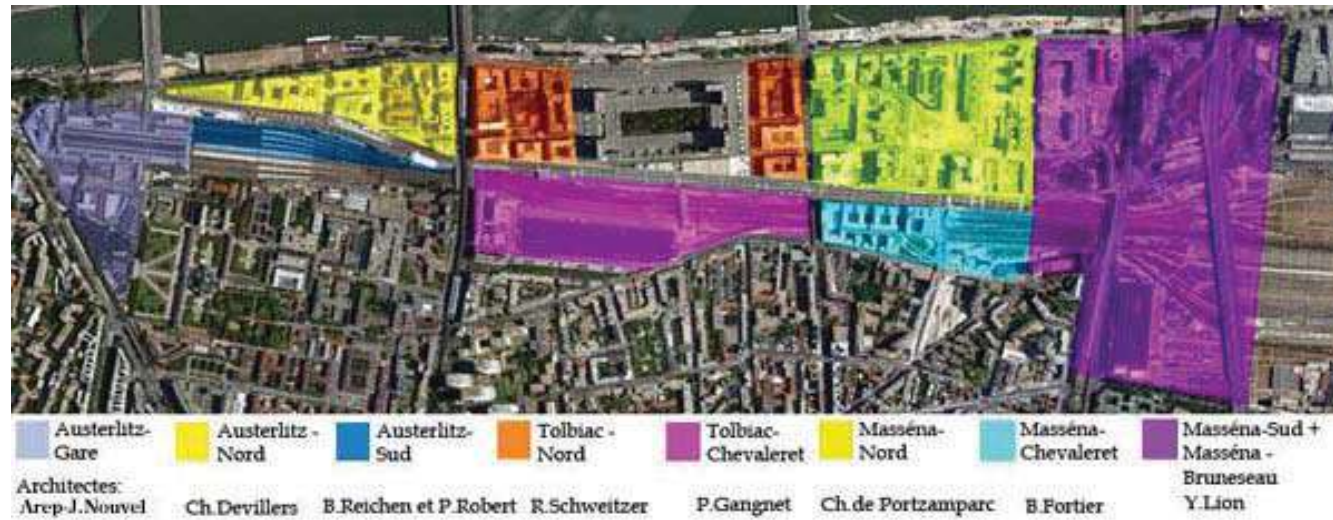 Austerlitz-
Gare
Austerlitz -
Nord
Austerlitz-
Sud
Tolbiac -
Nord
Tolbiac-
Chevaleret
Masséna-
Nord
Masséna-
Chevaleret
Masséna-Sud +
Masséna -
Bruneseau
Architectes:
Arep-J.Nouvel
Ch.Devillers
B.Reichen et P.Robert
R.Schweitzer
P.Gangnet
Ch.de Portzamparc
B.Fortier
Y.Lion